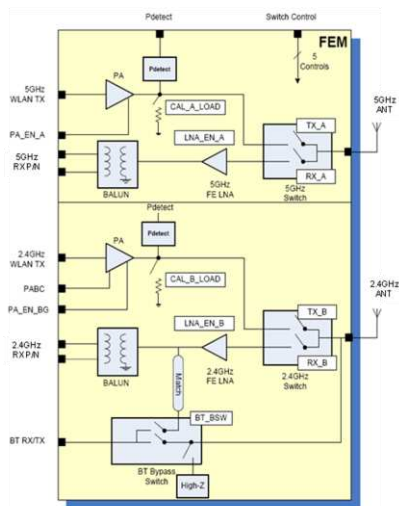 Pdetect
Switch Control
FEM
PA
Pdetect
5
Controls
5GHz
WLAN TX
CAL_A_LOAD
5GHz
ANT
PA_EN_A
LNA_EN_A
TX_A
5GHz
RX P/N
BALUN
5GHz
FE LNA
RX_A
5GHz
Switch
Pdetect
PA
Pdetect
2.4GHz
WLAN TX
CAL_B_LOAD
2.4GHz
ANT
PABC
PA_EN_BG
LNA_EN_B
TX_B
2.4GHz
RX P/N
BALUN
2.4GHz
FE LNA
RX_B
2.4GHz
Switch
Match
BT_BSW
BT RX/TX
BT Bypass
Switch
High-Z